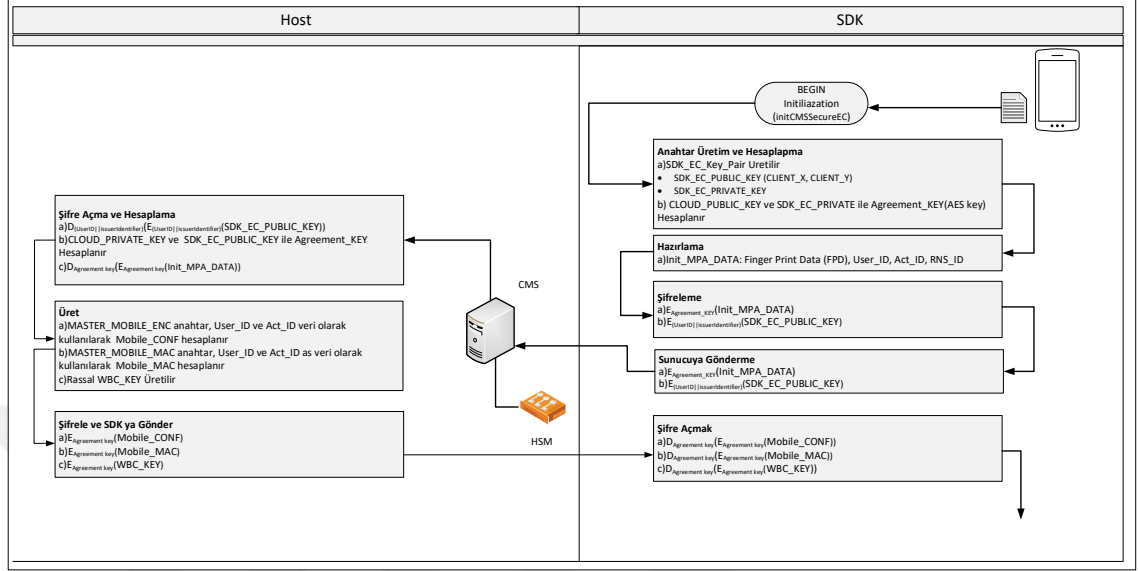 Host
SDK
BEGIN
Initiliazation
(initCMSSecureEC)
Anahtar Üretim ve Hesaplapma
a)SDK_EC_Key_Pair Uretilir
• SDK_EC_PUBLIC_KEY (CLIENT_X, CLIENT_Y)
• SDK_EC_PRIVATE_KEY
b) CLOUD_PUBLIC_KEY ve SDK_EC_PRIVATE ile Agreement_KEY(AES key)
Hesplanır
Hazırlama
a)Init_MPA_DATA: Finger Print Data (FPD), User_ID, Act_ID, RNS_ID
Şifreleme
a)EAgreement_KEY(Init_MPA_DATA)
b)E(UserID||issuerIdentifier)(SDK_EC_PUBLIC_KEY)
Sunucuya Gönderme
a)EAgreement_KEY(Init_MPA_DATA)
b)E(UserID||issuerIdentifier)(SDK_EC_PUBLIC_KEY)
CMS
HSM
Şifre Açma ve Hesaplama
a)D(UserID||issuerIdentifier)(E(UserID||issuerIdentifier)(SDK_EC_PUBLIC_KEY))
b)CLOUD_PRIVATE_KEY ve SDK_EC_PUBLIC_KEY ile Agreement_KEY
Hesaplanır
c)DAgreement key(EAgreement key(Init_MPA_DATA))
Üret
a)MASTER_MOBILE_ENC anahtar, User_ID ve Act_ID veri olarak
kullanılarak Mobile_CONF hesaplanır
b)MASTER_MOBILE_MAC anahtar, User_ID ve Act_ID as veri olarak
kullanılarak Mobile_MAC hesaplanır
c)Rassal WBC_KEY Üretilir
Şifrele ve SDK ya Gönder
a)EAgreement key(Mobile_CONF)
b)EAgreement key(Mobile_MAC)
c)EAgreement key(WBC_KEY)
Şifre Açmak
a)DAgreement key(EAgreement key(Mobile_CONF))
b)DAgreement key(EAgreement key(Mobile_MAC))
c)DAgreement key(EAgreement key(WBC_KEY))